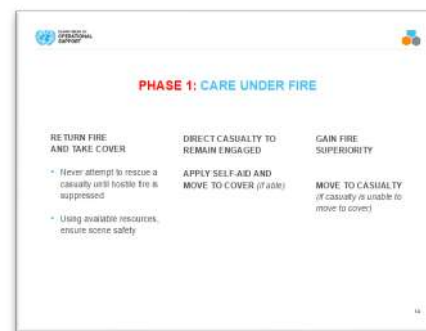 OPERATIONAL
SUPPORT
PHASE 1: CARE UNDER FIRE
RETURN FIRE
AND TAKE COVER
• Never attempt to rescue a
casualty until hostile fire is
suppressed
• Using available resources,
ensure scene safety
DIRECT CASUALTY TO
REMAIN ENGAGED
APPLY SELF-AID AND
MOVE TO COVER (if able)
GAIN FIRE
SUPERIORITY
MOVE TO CASUALTY
(if casualty is unable to
move to cover)